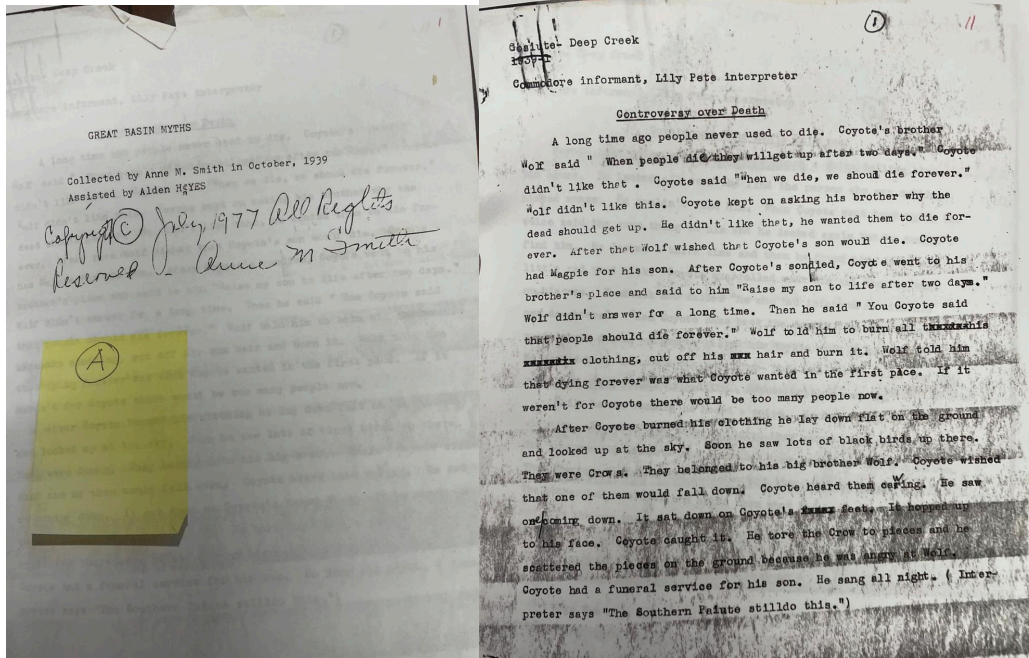 1
GREAT BASIN MYTHS
Collected by Anne M. Smith in October, 1939
Assisted by Alden HAYES
Copyright © July, 1977 All Rights
Reserved - Anne M Smith
A
1
11
Gosiute- Deep Creek
1939-I
Commodore informant, Lily Pete interpreter
Controversy over Death
A long time ago people never used to die. Coyote's brother
Wolf said " When people die they willget up after two days." Coyote
didn't like that . Coyote said "When we die, we shoud die forever."
Wolf didn't like this. Coyote kept on asking his brother why the
dead should get up. He didn't like that, he wanted them to die for-
ever. After that Wolf wished that Coyote's son would die. Coyote
had Magpie for his son. After Coyote's son died, Coyote went to his
brother's place and said to him "Raise my son to life after two days."
Wolf didn't answer for a long time. Then he said " You Coyote said
that people should die forever." Wolf told him to burn all his
clothing, cut off his xxx hair and burn it. Wolf told him
that dying forever was what Coyote wanted in the first pace. If it
weren't for Coyote there would be too many people now.
After Coyote burned his clothing he lay down flat on the ground
and looked up at the sky. Soon he saw lots of black birds up there.
They were Crows. They belonged to his big brother Wolf. Coyote wished
that one of them would fall down. Coyote heard them cawing. He saw
one coming down. It sat down on Coyote's feet. It hopped up
to his face. Coyote caught it. He tore the Crow to pieces and he
scattered the pieces on the ground because he was angry at Wolf.
Coyote had a funeral service for his son. He sang all night. ( Inter-
preter says "The Southern Paiute stilldo this.")